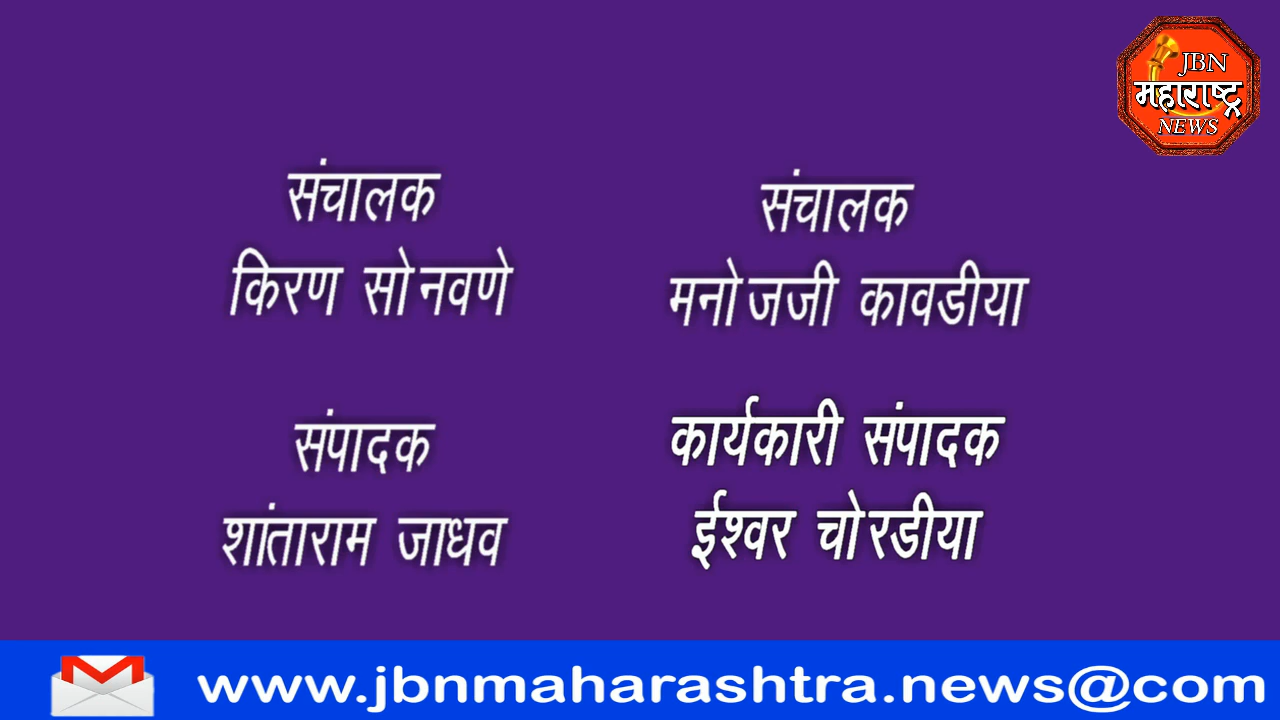 JBN
महाराष्ट्र
NEWS
संचालक
किरण सोनवणे
संचालक
मनोजजी कावडीया
संपादक
शांताराम जाधव
कार्यकारी संपादक
ईश्वर चोरडीया
www.jbnmaharashtra.news@com